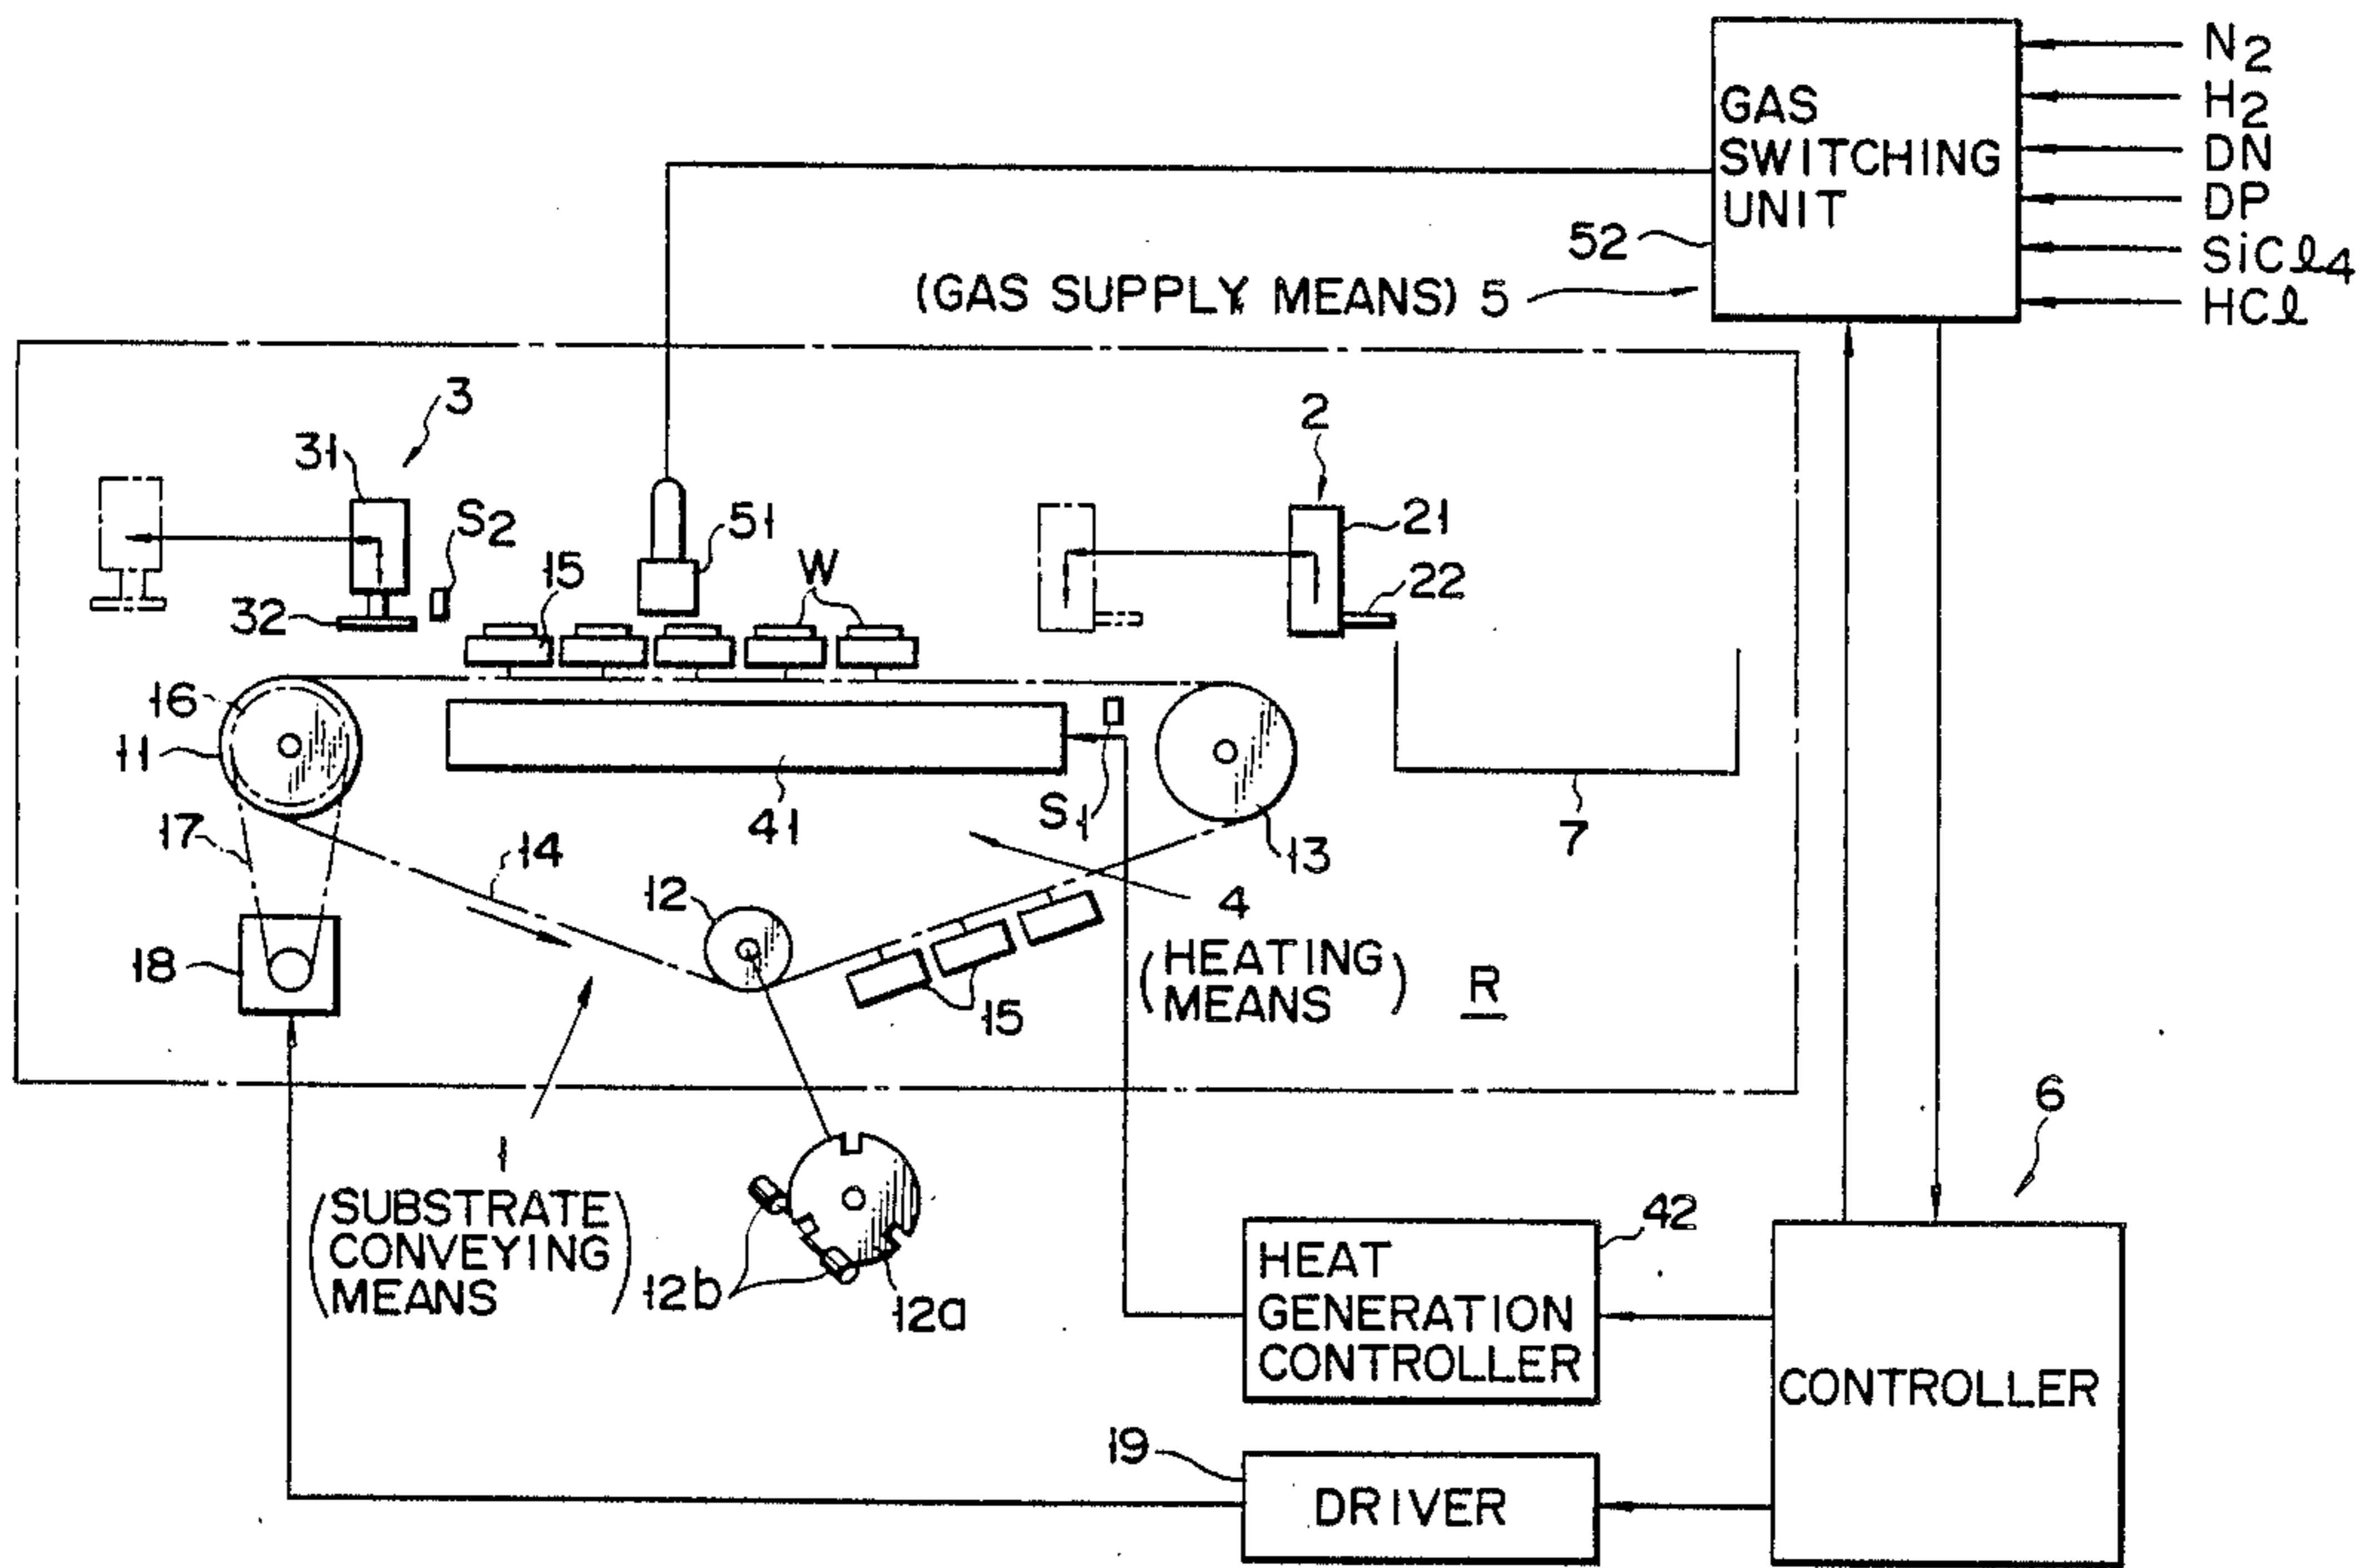 N2
H2
DN
DP
SiCl4
HCl
GAS
SWITCHING
UNIT
52
(GAS SUPPLY MEANS) 5
3
2
31
S2
51
21
15
W
22
32
16
11
41
S1
13
7
17
14
12
4
18
(HEATING
MEANS)
R
15
6
1
(SUBSTRATE
CONVEYING
MEANS)
12b
12a
42
HEAT
GENERATION
CONTROLLER
CONTROLLER
19
DRIVER